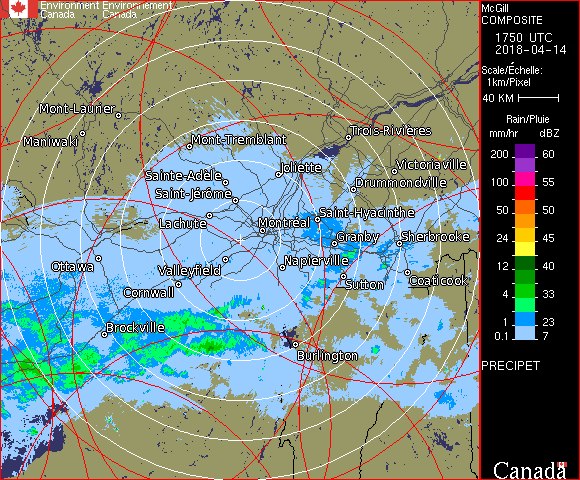 Environment Environnement
Canada Canada
McGill
COMPOSITE
1750 UTC
2018-04-14
Scale/Échelle:
1km/Pixel
40 KM
Rain/Pluie
mm/hr dBZ
200 60
100 55
50 50
24 45
12 40
4 33
1 23
0.1 7
PRECIPET
Canada
Mont-Laurier
Maniwaki
Mont-Tremblant
Trois-Rivières
Sainte-Adèle
Joliette
Victoriaville
Saint-Jérôme
Drummondville
Lachute
Montréal
Saint-Hyacinthe
Granby
Sherbrooke
Ottawa
Valleyfield
Napierville
Cornwall
Sutton
Coaticook
Brockville
Burlington